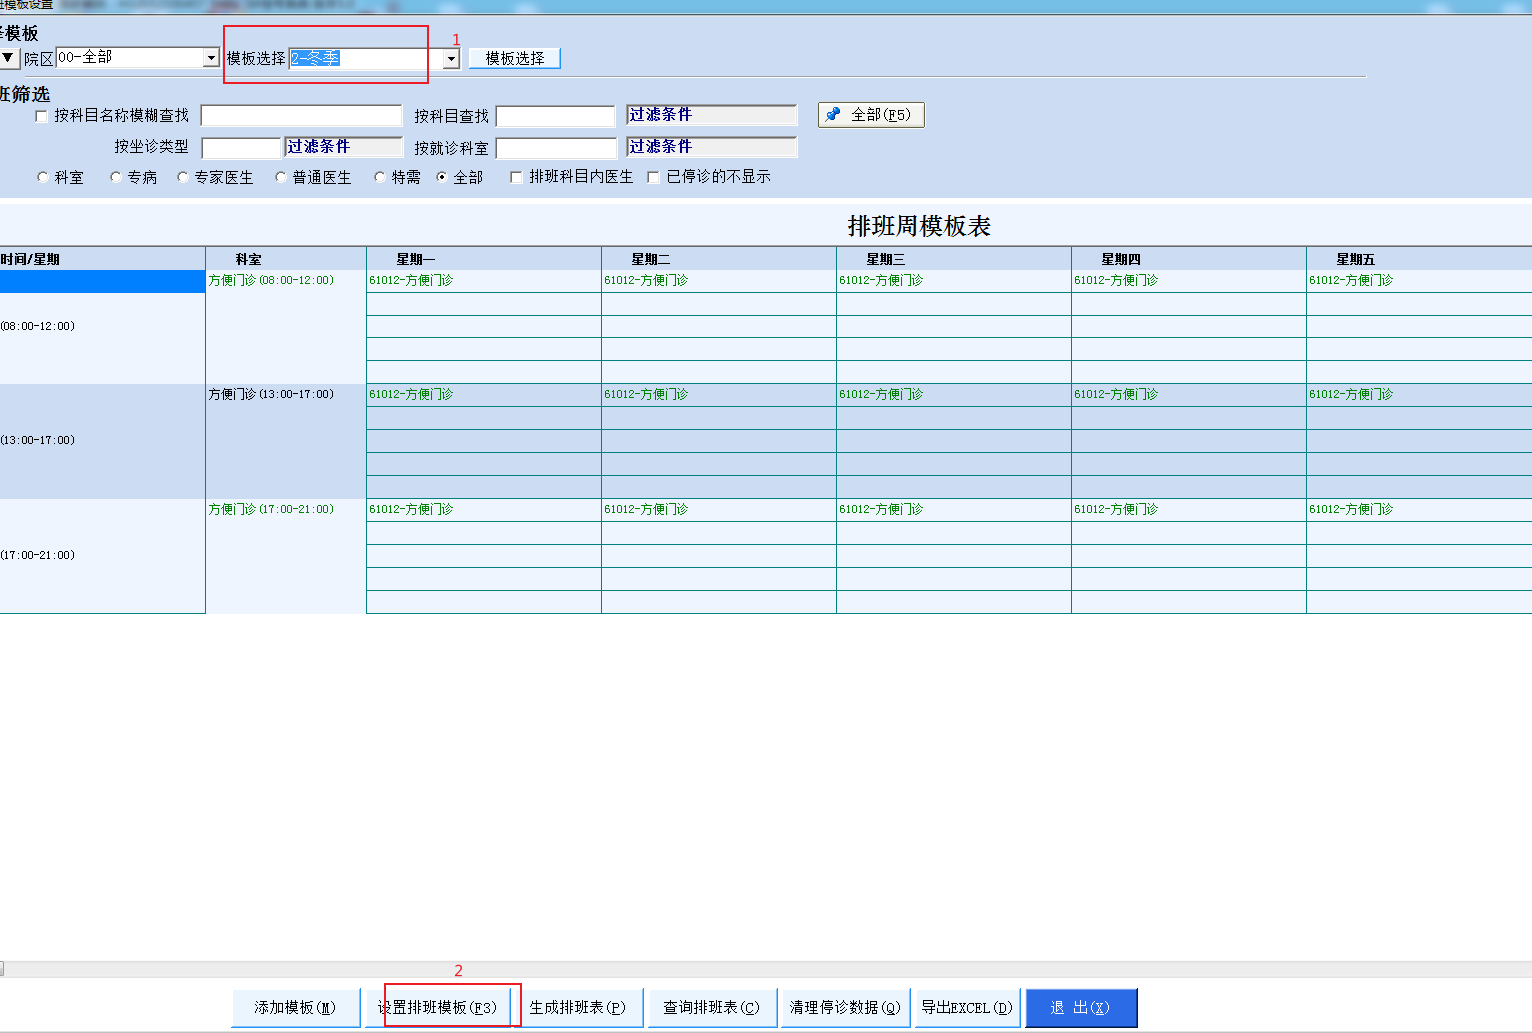 模板设置
模板
1
▼ 院区 00-全部 模板选择 2-冬季 模板选择
班筛选
按科目名称模糊查找 按科目查找 过滤条件 全部(F5)
按坐诊类型 过滤条件 按就诊科室 过滤条件
科室 专病 专家医生 普通医生 特需 全部 排班科目内医生 已停诊的不显示
排班周模板表
时间/星期 科室 星期一 星期二 星期三 星期四 星期五
方便门诊(08:00-12:00) 61012-方便门诊 61012-方便门诊 61012-方便门诊 61012-方便门诊 61012-方便门诊
(08:00-12:00)
方便门诊(13:00-17:00) 61012-方便门诊 61012-方便门诊 61012-方便门诊 61012-方便门诊 61012-方便门诊
(13:00-17:00)
方便门诊(17:00-21:00) 61012-方便门诊 61012-方便门诊 61012-方便门诊 61012-方便门诊 61012-方便门诊
(17:00-21:00)
2
添加模板(M) 设置排班模板(F3) 生成排班表(P) 查询排班表(C) 清理停诊数据(Q) 导出EXCEL(D) 退 出(X)